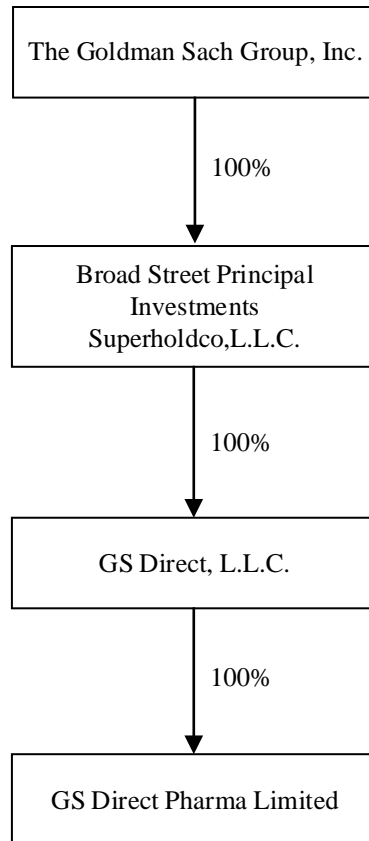 The Goldman Sach Group, Inc.
100%
Broad Street Principal
Investments
Superholdco,L.L.C.
100%
GS Direct, L.L.C.
100%
GS Direct Pharma Limited